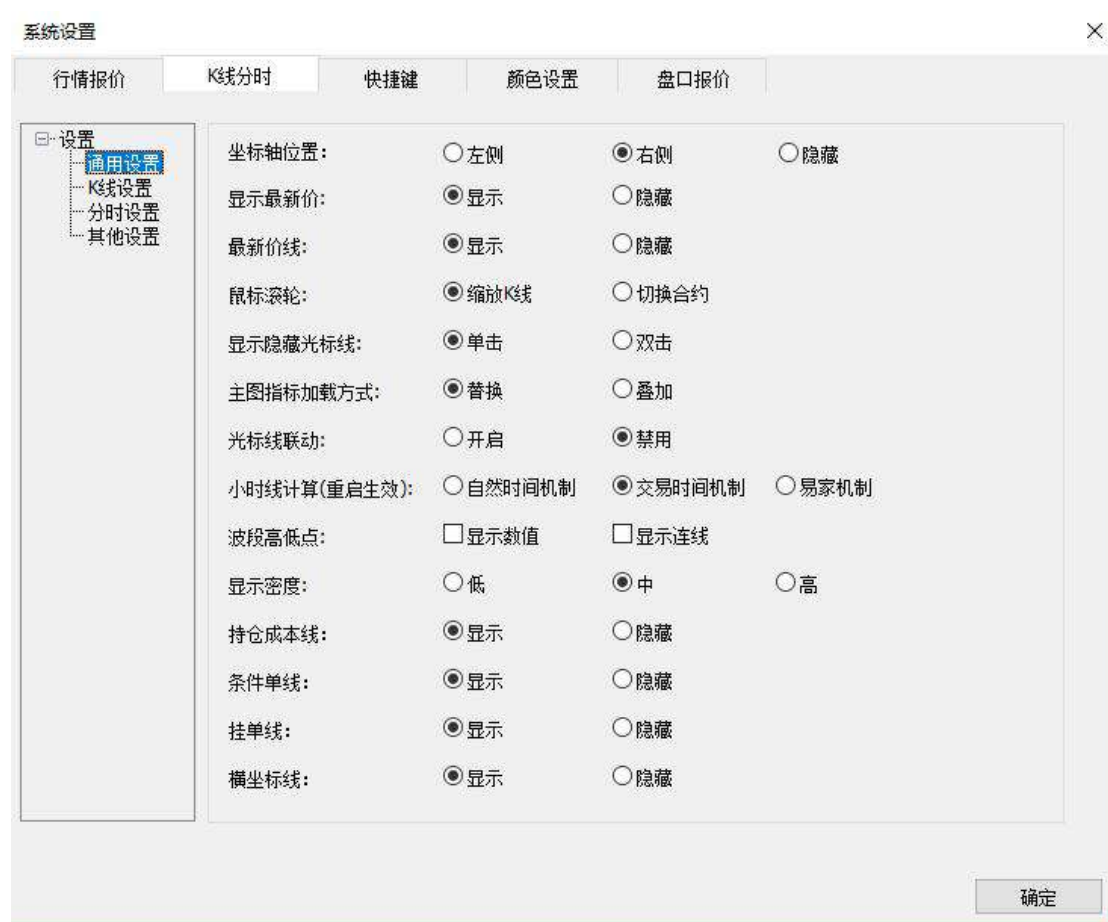 系统设置
行情报价 K线分时 快捷键 颜色设置 盘口报价
设置
通用设置
K线设置
分时设置
其他设置
坐标轴位置： 左侧 右侧 隐藏
显示最新价: 显示 隐藏
最新价线: 显示 隐藏
鼠标滚轮: 缩放K线 切换合约
显示隐藏光标线: 单击 双击
主图指标加载方式: 替换 叠加
光标线联动: 开启 禁用
小时线计算(重启生效): 自然时间机制 交易时间机制 易家机制
波段高低点: 显示数值 显示连线
显示密度: 低 中 高
持仓成本线： 显示 隐藏
条件单线： 显示 隐藏
挂单线： 显示 隐藏
横坐标线： 显示 隐藏
确定